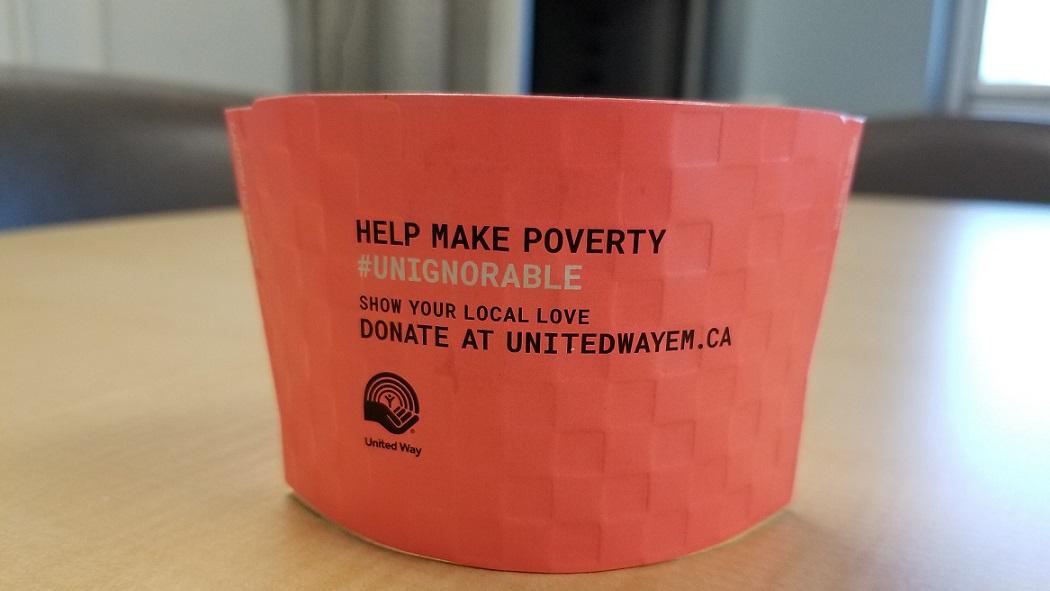 HELP MAKE POVERTY
#UNIGNORABLE
SHOW YOUR LOCAL LOVE
DONATE AT UNITEDWAYEM.CA
United Way